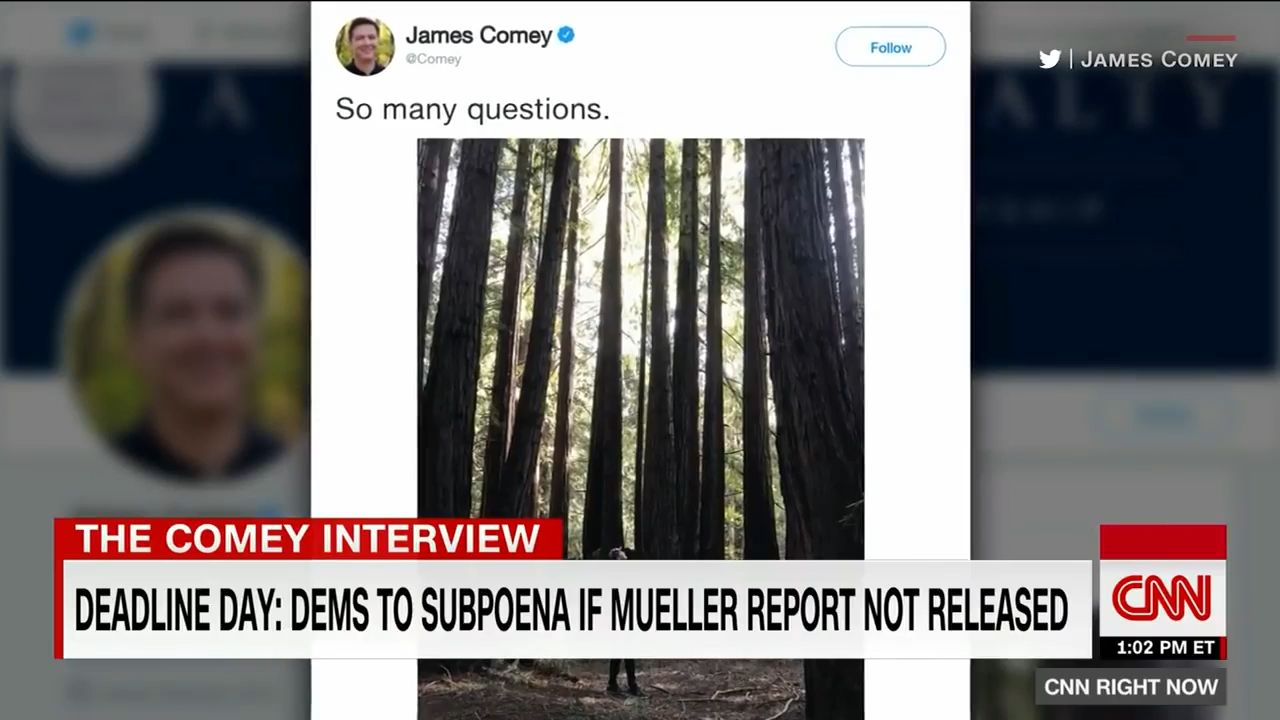 James Comey
@Comey
Follow
JAMES COMEY
So many questions.
A
ALTY
THE COMEY INTERVIEW
DEADLINE DAY: DEMS TO SUBPOENA IF MUELLER REPORT NOT RELEASED
CNN
1:02 PM ET
CNN RIGHT NOW